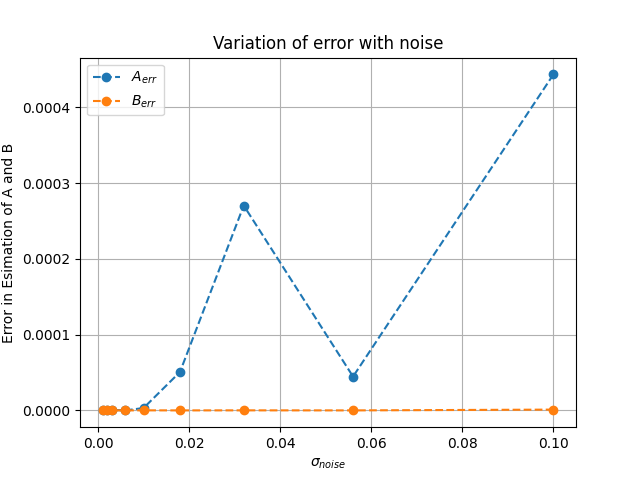 Variation of error with noise
A_err
B_err
Error in Esimation of A and B
0.0004
0.0003
0.0002
0.0001
0.0000
0.00 0.02 0.04 0.06 0.08 0.10
σ_noise